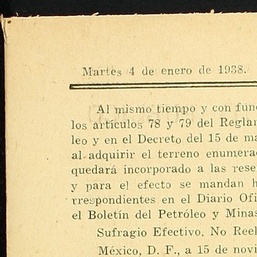 Martes 4 de enero de 1938.
Al mismo tiempo y con fun
los artículos 78 y 79 del Reglar
leo y en el Decreto del 15 de ma
al adquirir el terreno enumera
quedará incorporado a las rese
y para el efecto se mandan h
rrespondientes en el Diario Ofi
el Boletín del Petróleo y Minas
Sufragio Efectivo. No Reel
México, D. F., a 15 de novi